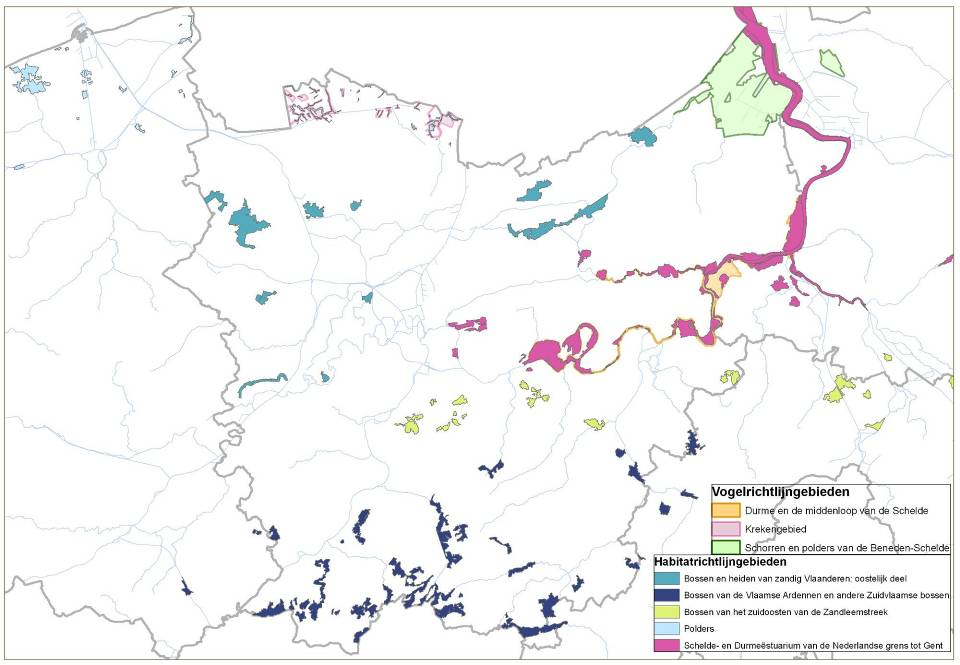 Vogelrichtlijngebieden
Durme en de middenloop van de Schelde
Krekengebied
Schorren en polders van de Beneden-Schelde
Habitatrichtlijngebieden
Bossen en heiden van zandig Vlaanderen: oostelijk deel
Bossen van de Vlaamse Ardennen en andere Zuidvlaamse bossen
Bossen van het zuidoosten van de Zandleemstreek
Polders
Schelde- en Durmeëstuarium van de Nederlandse grens tot Gent